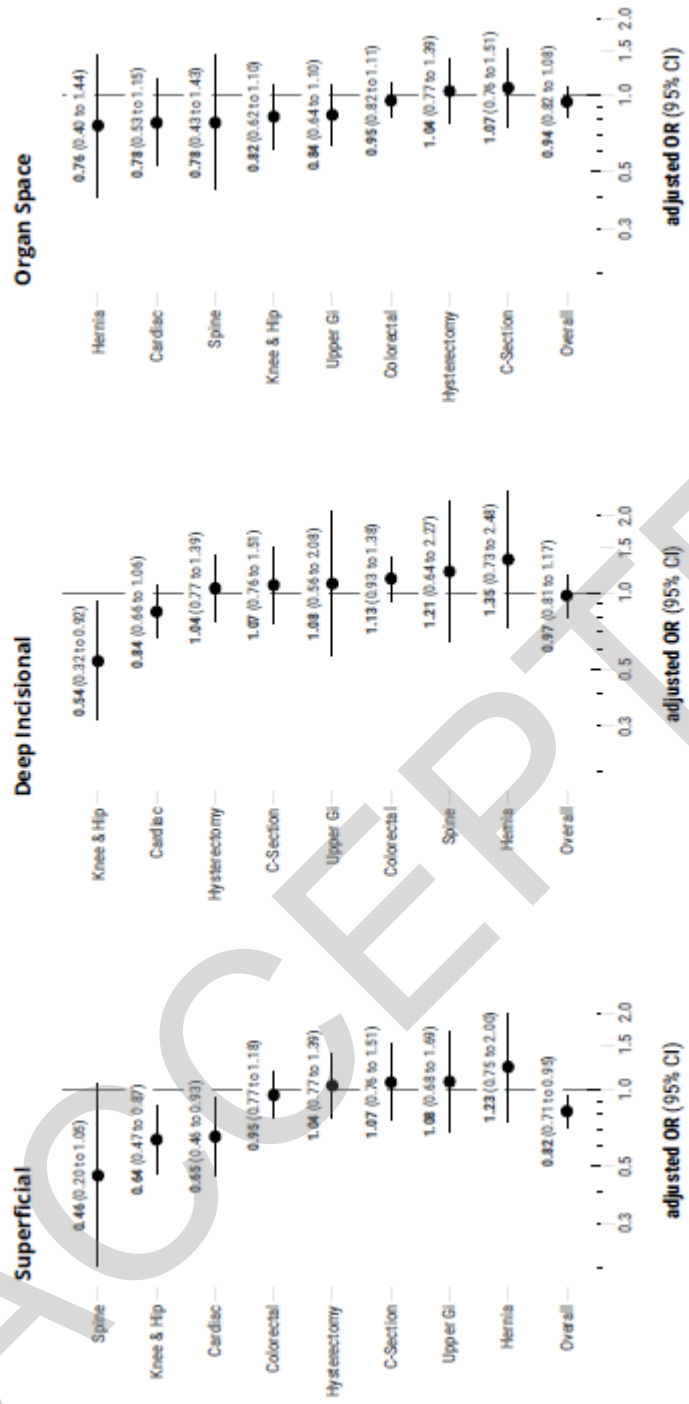 Superficial
Spine
0.46 (0.20 to 1.05)
Knee & Hip
0.64 (0.47 to 0.87)
Cardiac
0.65 (0.46 to 0.93)
Colorectal
0.95 (0.77 to 1.18)
Hysterectomy
1.04 (0.77 to 1.39)
C-Section
1.07 (0.76 to 1.51)
Upper Gi
1.08 (0.68 to 1.69)
Hernia
1.23 (0.75 to 2.00)
Overall
0.82 (0.71 to 0.95)
0.3 0.5 1.0 1.5 2.0
adjusted OR (95% CI)
Deep Incisional
Knee & Hip
0.54 (0.32 to 0.92)
Cardiac
0.84 (0.66 to 1.06)
Hysterectomy
1.04 (0.77 to 1.39)
C-Section
1.07 (0.76 to 1.51)
Upper Gi
1.08 (0.56 to 2.08)
Colorectal
1.13 (0.93 to 1.38)
Spine
1.21 (0.64 to 2.27)
Hernia
1.35 (0.73 to 2.48)
Overall
0.97 (0.81 to 1.17)
0.3 0.5 1.0 1.5 2.0
adjusted OR (95% CI)
Organ Space
Hernia
0.76 (0.40 to 1.44)
Cardiac
0.78 (0.53 to 1.15)
Spine
0.78 (0.43 to 1.43)
Knee & Hip
0.82 (0.62 to 1.10)
Upper Gi
0.84 (0.64 to 1.10)
Colorectal
0.95 (0.82 to 1.11)
Hysterectomy
1.04 (0.77 to 1.39)
C-Section
1.07 (0.76 to 1.51)
Overall
0.94 (0.82 to 1.08)
0.3 0.5 1.0 1.5 2.0
adjusted OR (95% CI)
ACCEPT